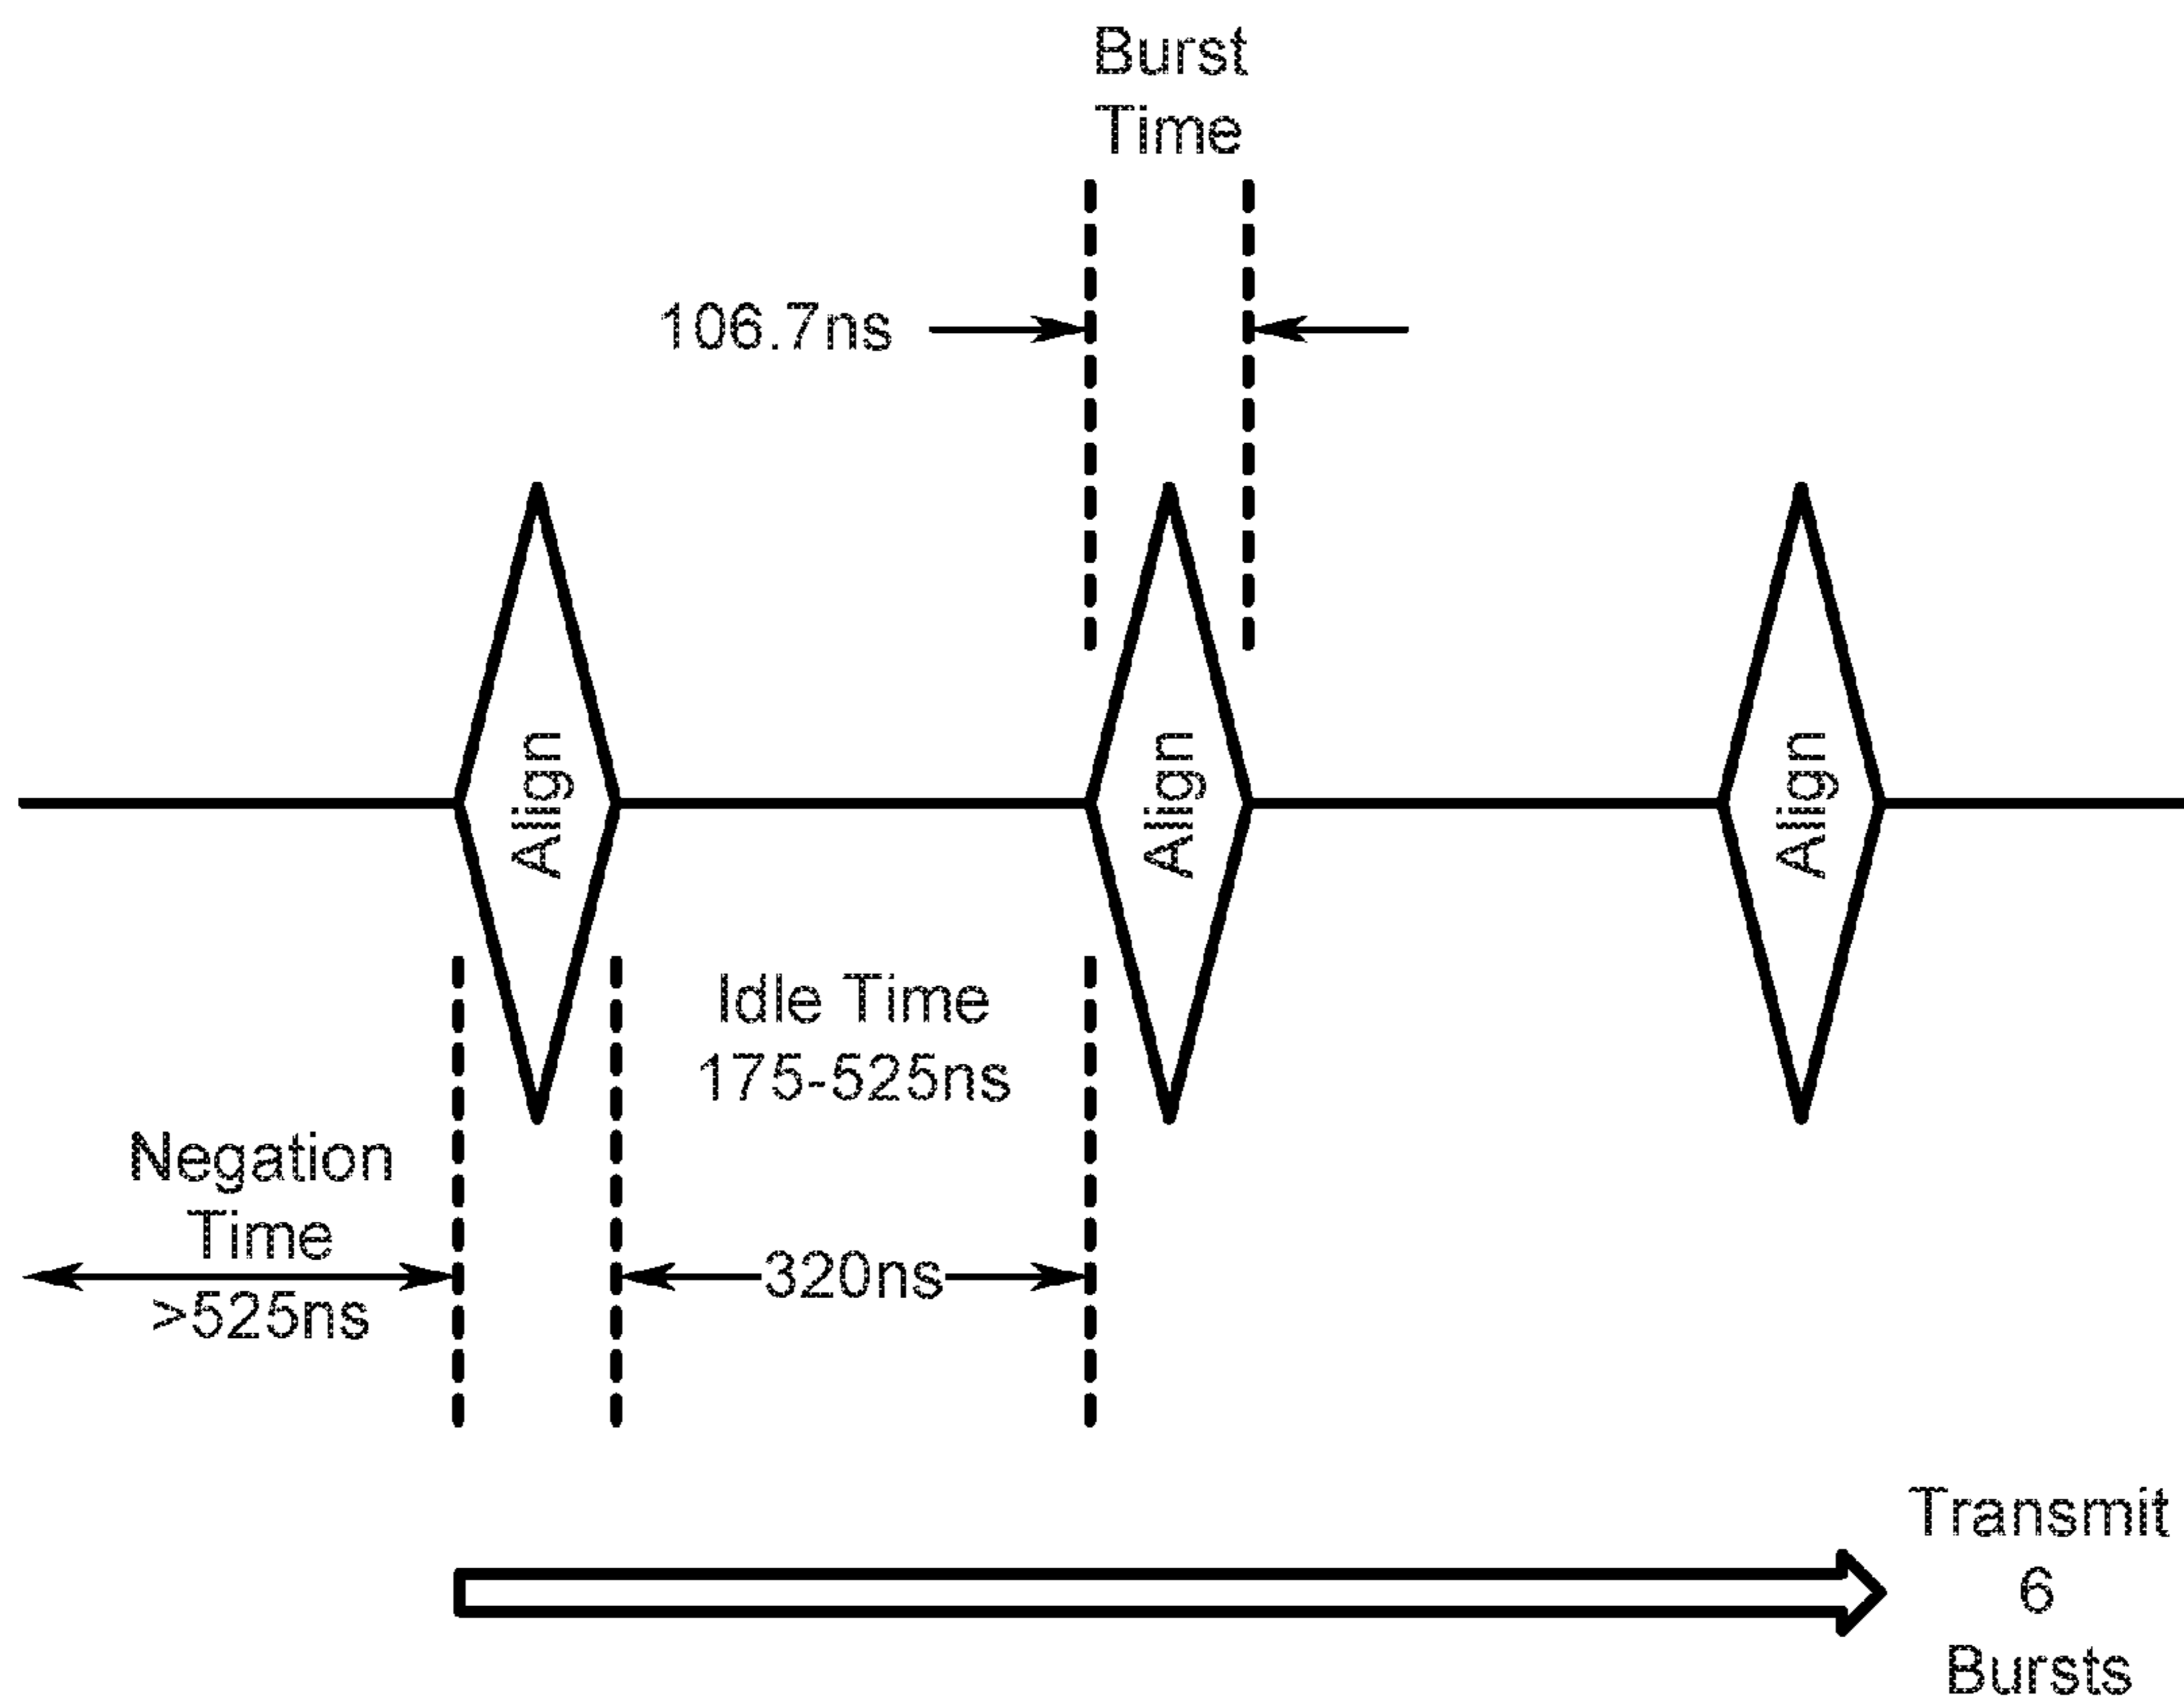 Burst
Time
106.7ns
Align
Align
Align
Idle Time
175-525ns
Negation
Time
>525ns
320ns
Transmit
6
Bursts